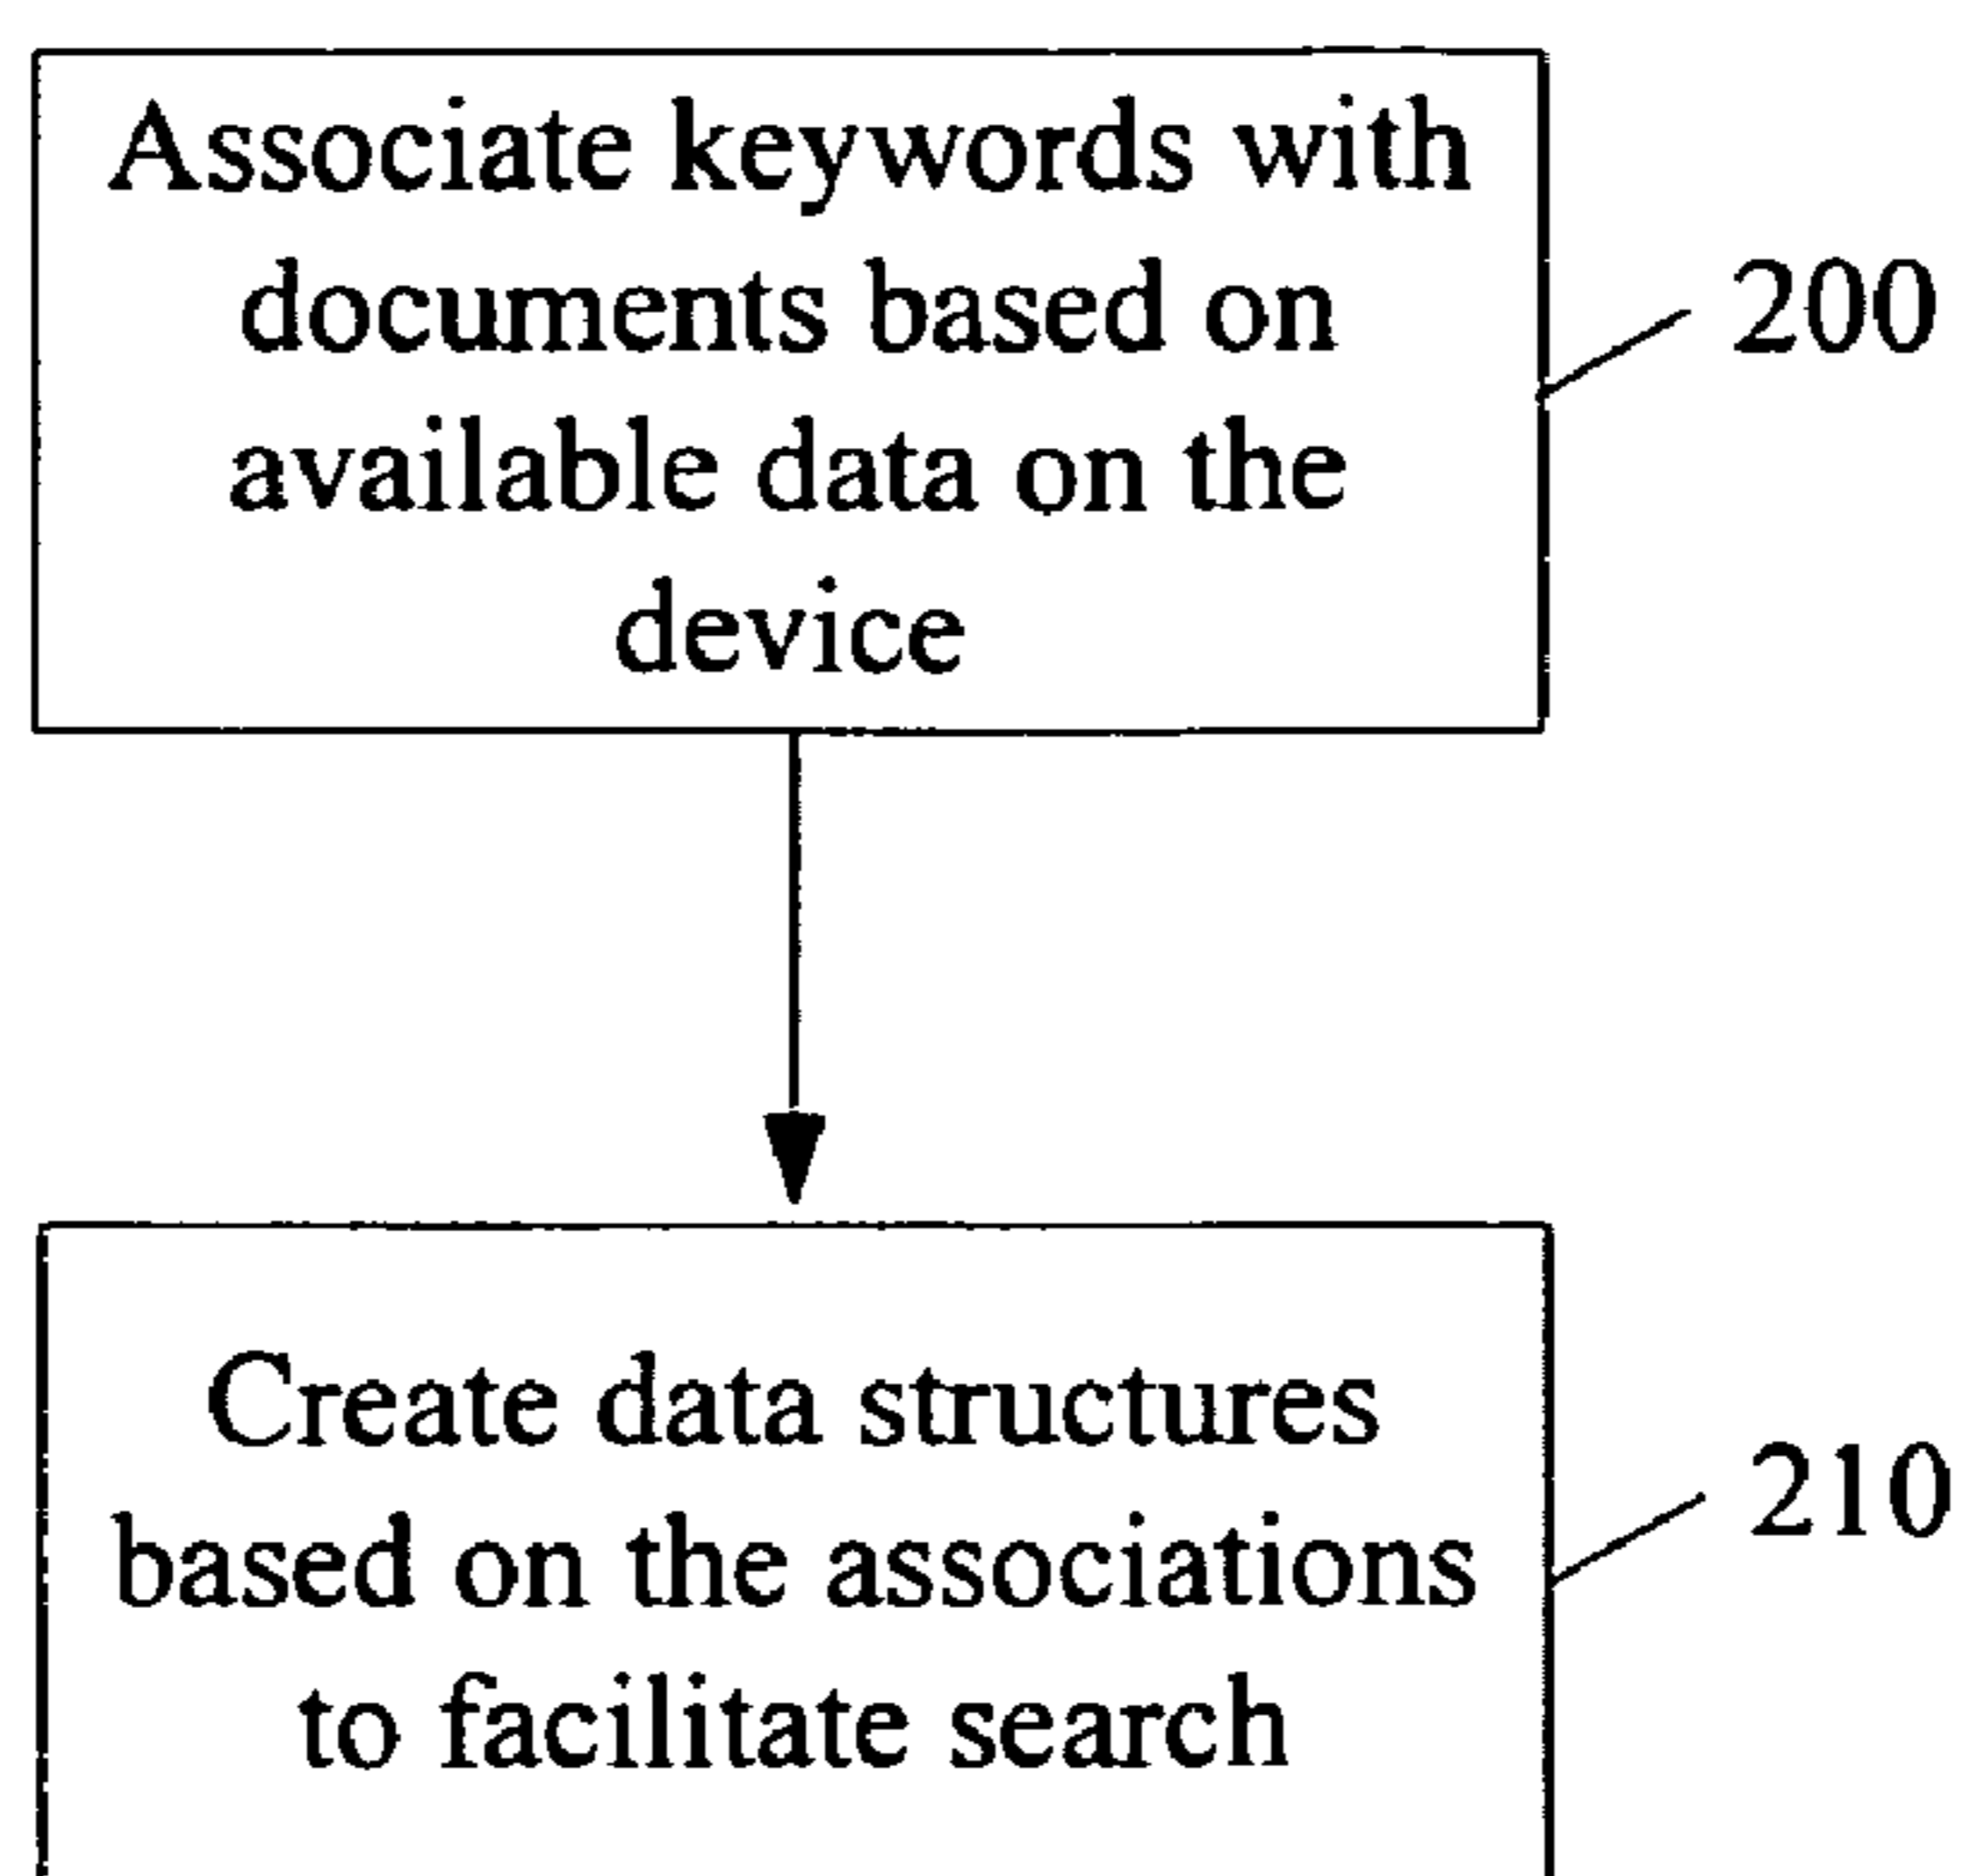 Associate keywords with
documents based on
available data on the
device
200
Create data structures
based on the associations
to facilitate search
210